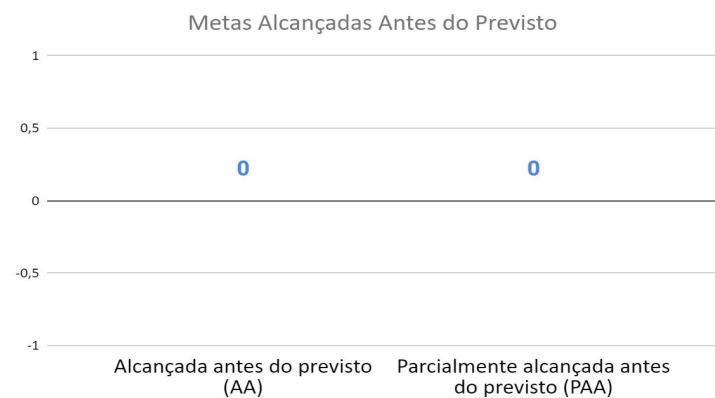 Metas Alcançadas Antes do Previsto
1
0,5
0
-0,5
-1
0
0
Alcançada antes do previsto
(AA)
Parcialmente alcançada antes
do previsto (PAA)